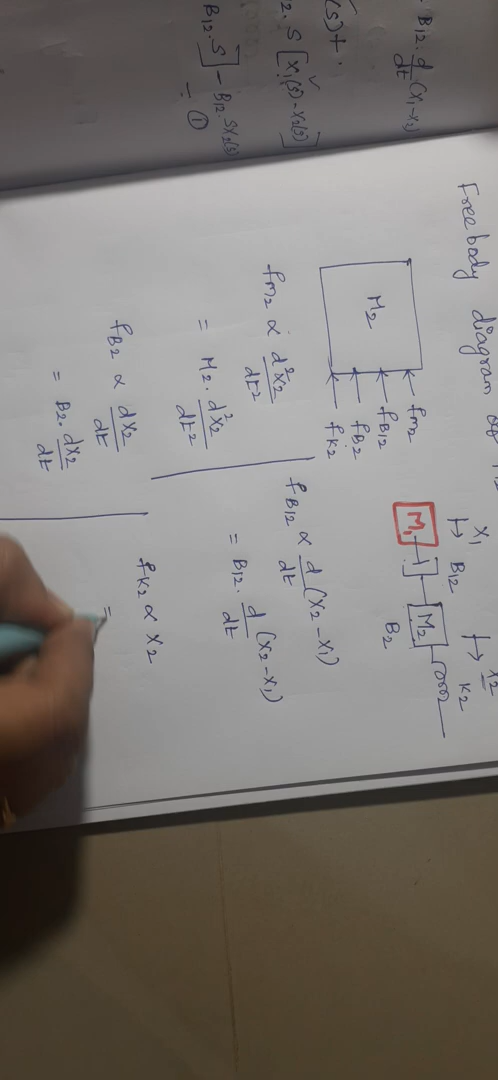 B12. d/dt (x1-x2)
(s) +
2. S [x1(s) - x2(s)]
B12. S] - B12. S x2(s)
- ①
Free body diagram of
M2
← fm2
← fB12
← fB2
← fK2
x1
x2
M1
B12
M2
B2
K2
fm2 ∝ d²x2/dt²
= M2. d²x2/dt²
fB12 ∝ d/dt (x2-x1)
= B12. d/dt (x2-x1)
fB2 ∝ dx2/dt
= B2. dx2/dt
fK2 ∝ x2
=